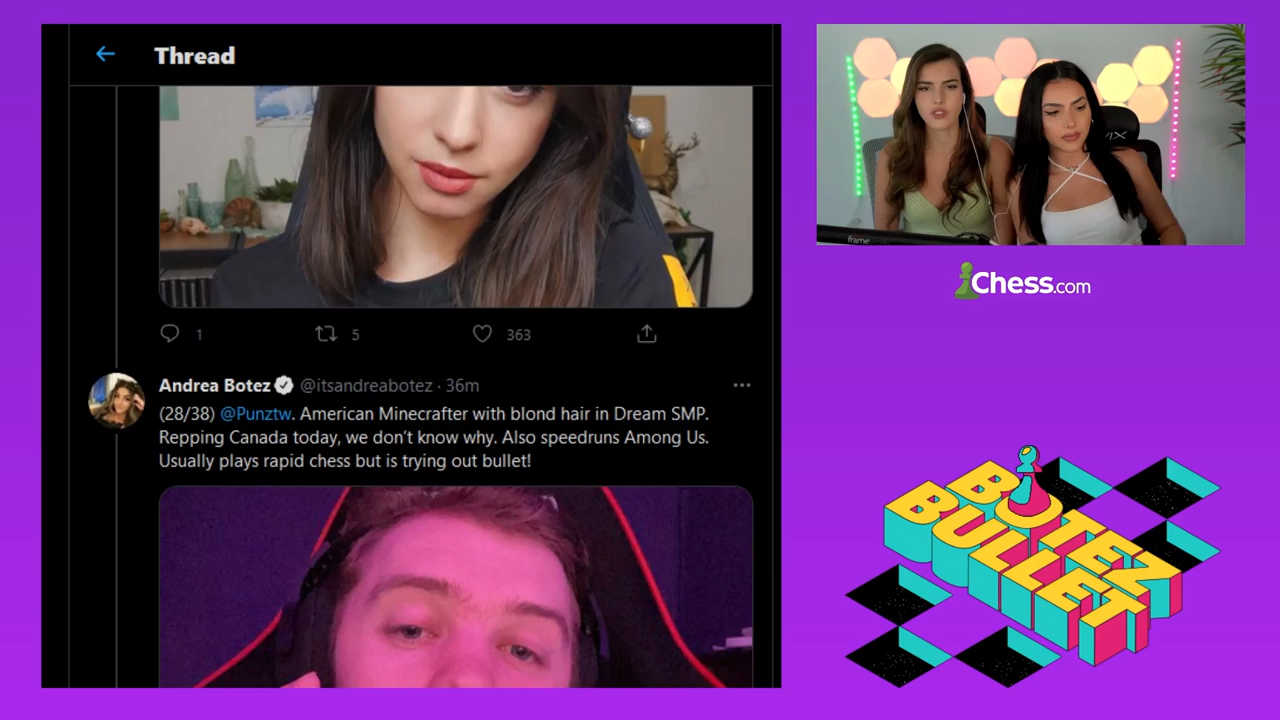 Thread
1
5
363
Andrea Botez @itsandreabotez · 36m
(28/38) @Punztw. American Minecrafter with blond hair in Dream SMP.
Repping Canada today, we don't know why. Also speedruns Among Us.
Usually plays rapid chess but is trying out bullet!
frame
Chess.com
BOTEZ
BULLET